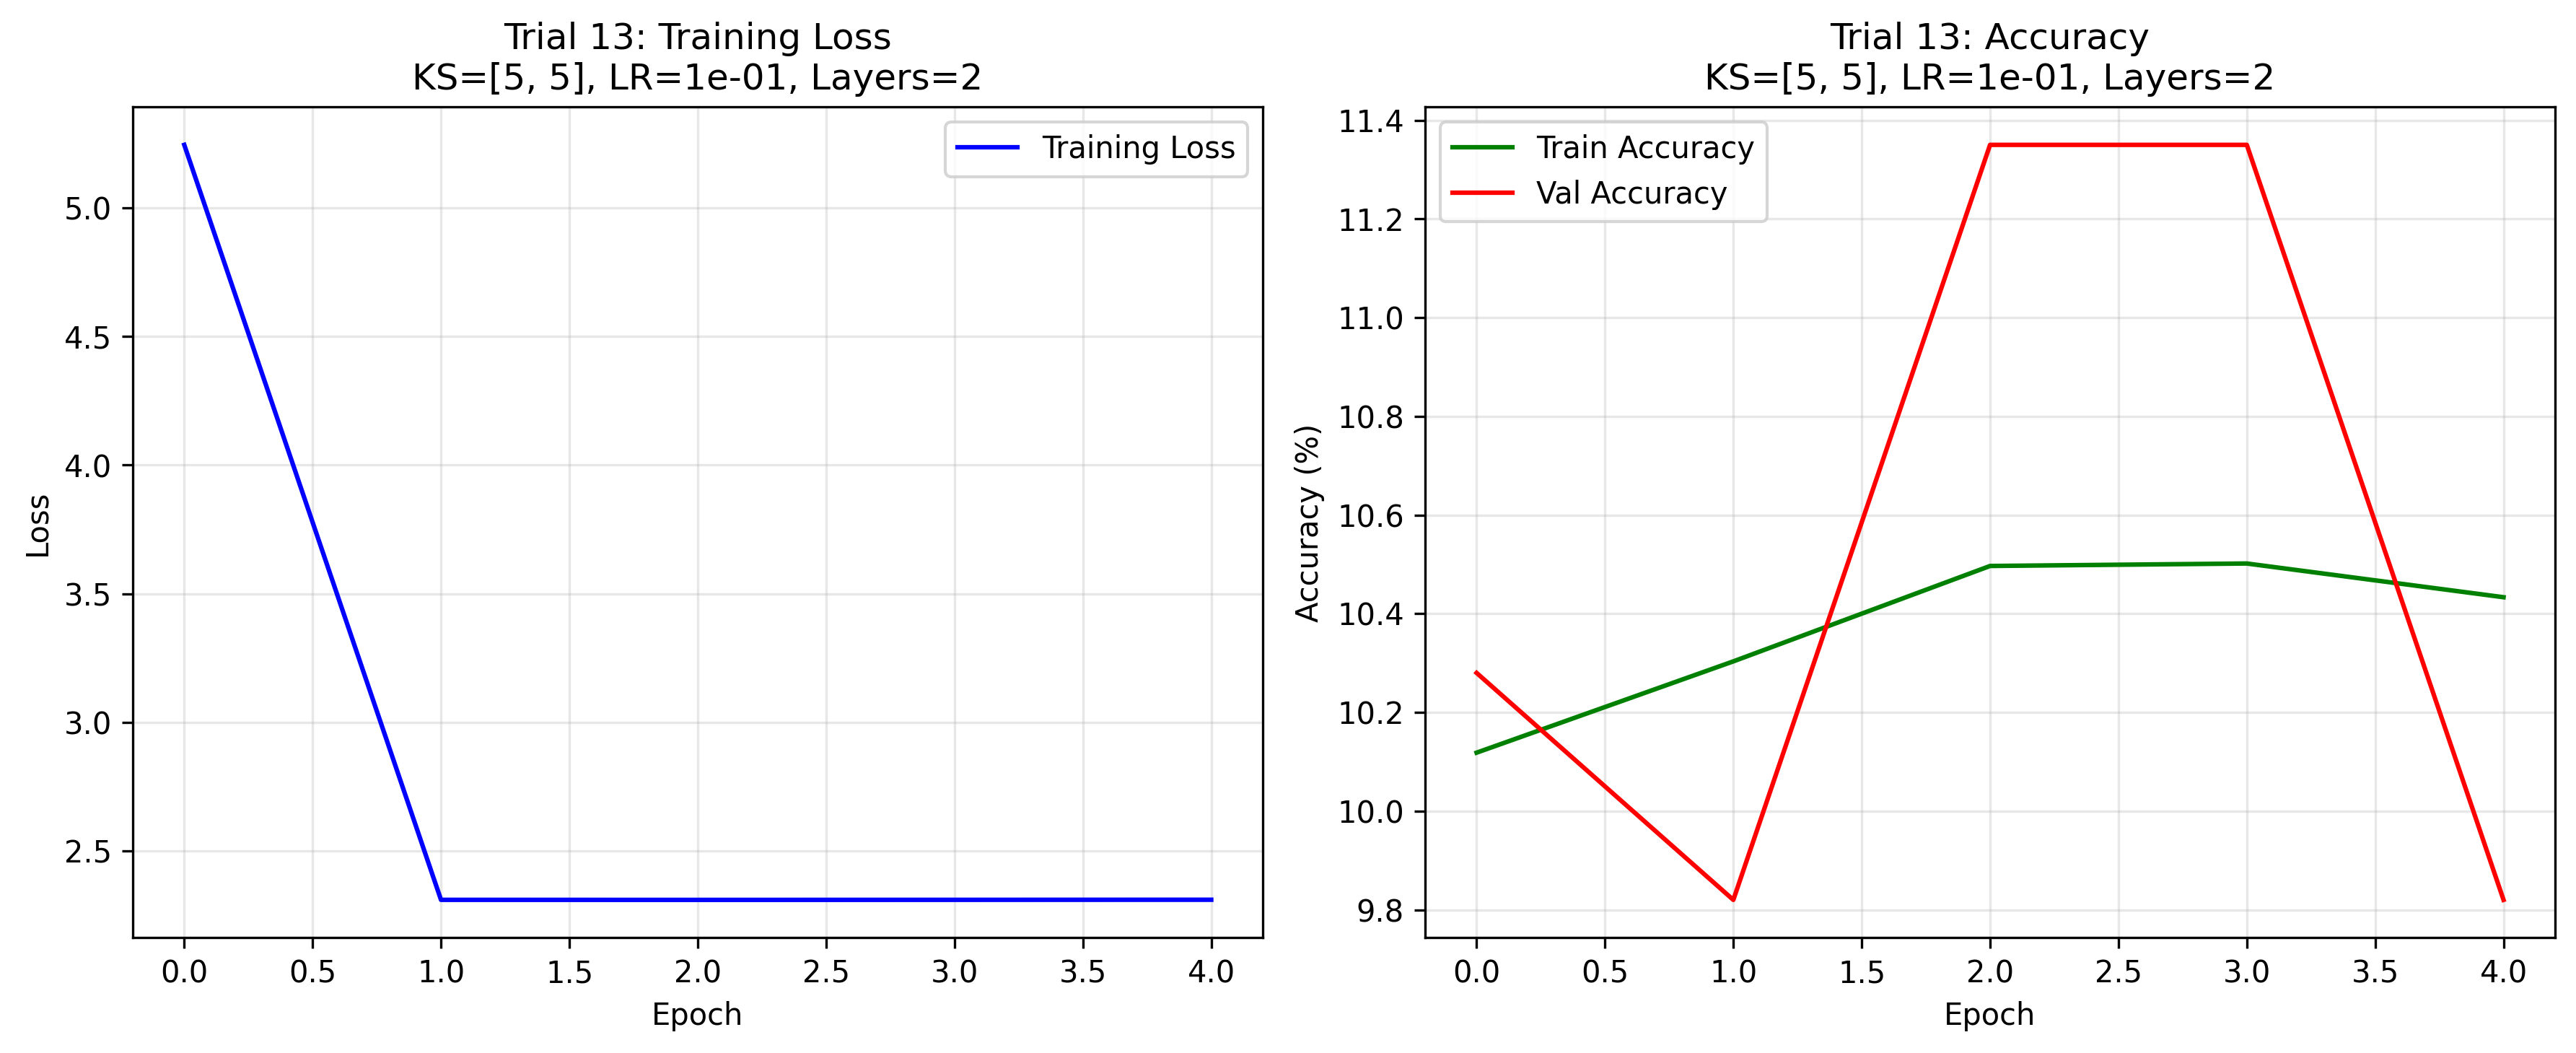 Trial 13: Training Loss
KS=[5, 5], LR=1e-01, Layers=2
Training Loss
5.0
4.5
4.0
3.5
3.0
2.5
Loss
0.0 0.5 1.0 1.5 2.0 2.5 3.0 3.5 4.0
Epoch
Trial 13: Accuracy
KS=[5, 5], LR=1e-01, Layers=2
Train Accuracy
Val Accuracy
11.4
11.2
11.0
10.8
10.6
10.4
10.2
10.0
9.8
Accuracy (%)
0.0 0.5 1.0 1.5 2.0 2.5 3.0 3.5 4.0
Epoch